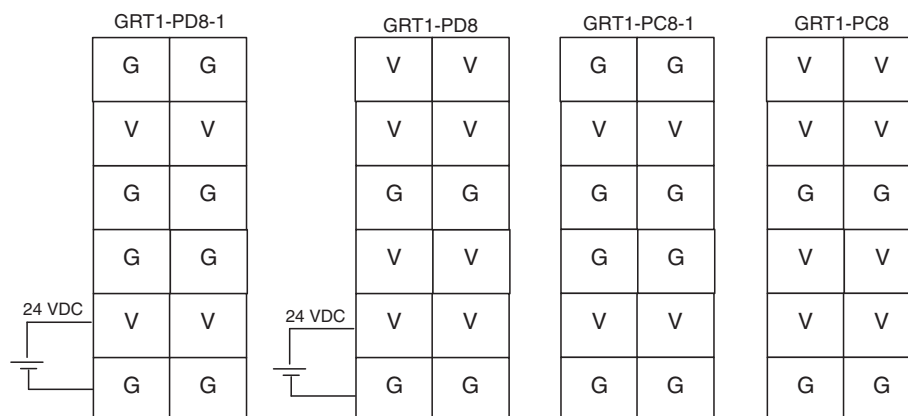 GRT1-PD8-1 GRT1-PD8 GRT1-PC8-1 GRT1-PC8
G G V V G G V V
V V V V V V V V
G G G G G G G G
G G V V G G V V
24 VDC V V 24 VDC V V V V V V
G G G G G G G G